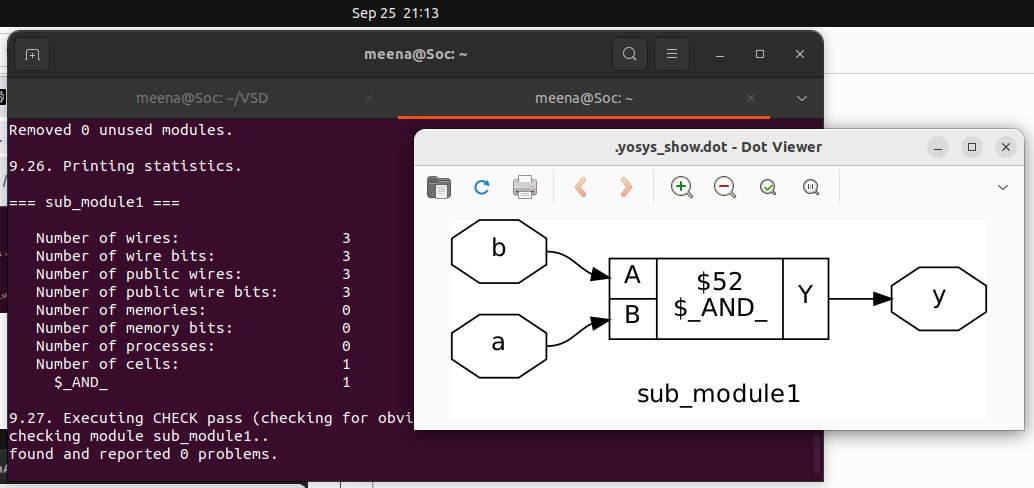 Sep 25 21:13
meena@Soc: ~
meena@Soc: ~/VSD
meena@Soc: ~
Removed 0 unused modules.
9.26. Printing statistics.
=== sub_module1 ===
Number of wires: 3
Number of wire bits: 3
Number of public wires: 3
Number of public wire bits: 3
Number of memories: 0
Number of memory bits: 0
Number of processes: 0
Number of cells: 1
$_AND_ 1
9.27. Executing CHECK pass (checking for obvi
checking module sub_module1..
found and reported 0 problems.
.yosys_show.dot - Dot Viewer
b
a
A
B
$52
$_AND_
Y
y
sub_module1